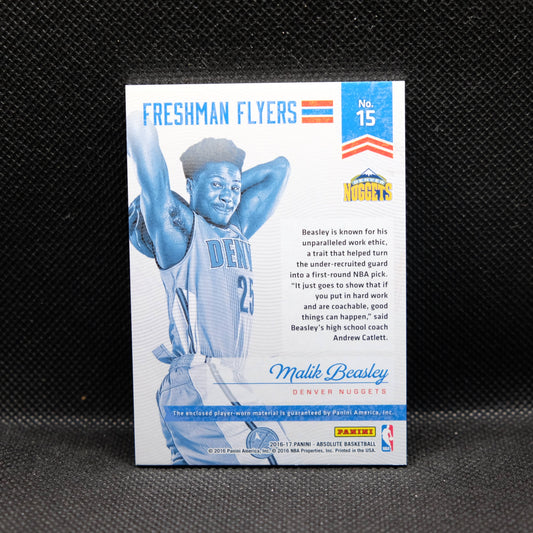 FRESHMAN FLYERS
No.
15
DENVER
NUGGETS
DENVER
25
Beasley is known for his
unparalleled work ethic,
a trait that helped turn
the under-recruited guard
into a first-round NBA pick.
"It just goes to show that if
you put in hard work
and are coachable, good
things can happen," said
Beasley's high school coach
Andrew Catlett.
Malik Beasley
DENVER NUGGETS
The enclosed player-worn material is guaranteed by Panini America, Inc.
PANINI
2016-17 PANINI - ABSOLUTE BASKETBALL
© 2016 Panini America, Inc. © 2016 NBA Properties, Inc. Printed in the USA.